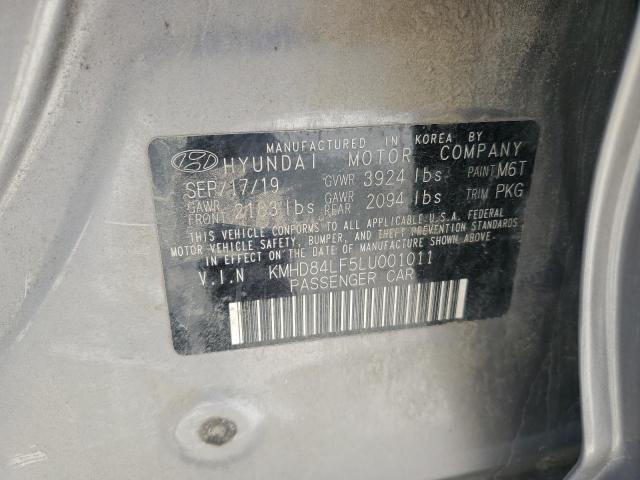 MANUFACTURED IN KOREA BY
HYUNDAI MOTOR COMPANY
SEP/17/19 GVWR 3924 lbs PAINT M6T
GAWR FRONT 2183 lbs GAWR REAR 2094 lbs TRIM PKG
THIS VEHICLE CONFORMS TO ALL APPLICABLE U.S.A. FEDERAL
MOTOR VEHICLE SAFETY, BUMPER, AND THEFT PREVENTION STANDARDS
IN EFFECT ON THE DATE OF MANUFACTURE SHOWN ABOVE.
V.I.N KMHD84LF5LU001011
PASSENGER CAR